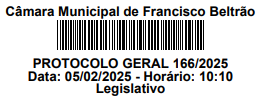 Câmara Municipal de Francisco Beltrão
PROTOCOLO GERAL 166/2025
Data: 05/02/2025 - Horário: 10:10
Legislativo